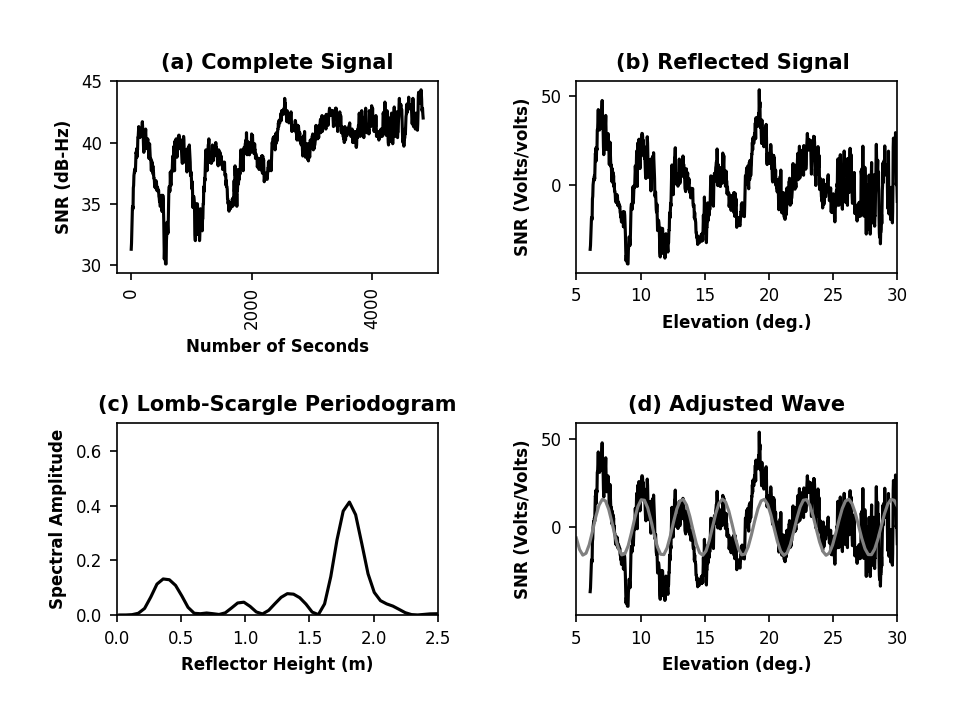 (a) Complete Signal
45
40
35
30
SNR (dB-Hz)
0
2000
4000
Number of Seconds
(b) Reflected Signal
50
0
SNR (Volts/volts)
5 10 15 20 25 30
Elevation (deg.)
(c) Lomb-Scargle Periodogram
0.6
0.4
0.2
0.0
Spectral Amplitude
0.0 0.5 1.0 1.5 2.0 2.5
Reflector Height (m)
(d) Adjusted Wave
50
0
SNR (Volts/Volts)
5 10 15 20 25 30
Elevation (deg.)